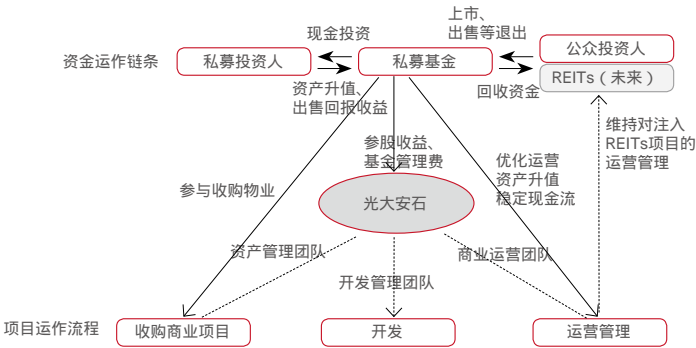 上市、
出售等退出
现金投资
资金运作链条
私募投资人
私募基金
公众投资人
REITs（未来）
资产升值、
出售回报收益
回收资金
参股收益、
基金管理费
优化运营
资产升值
稳定现金流
维持对注入
REITs项目的
运营管理
参与收购物业
光大安石
资产管理团队
开发管理团队
商业运营团队
项目运作流程
收购商业项目
开发
运营管理